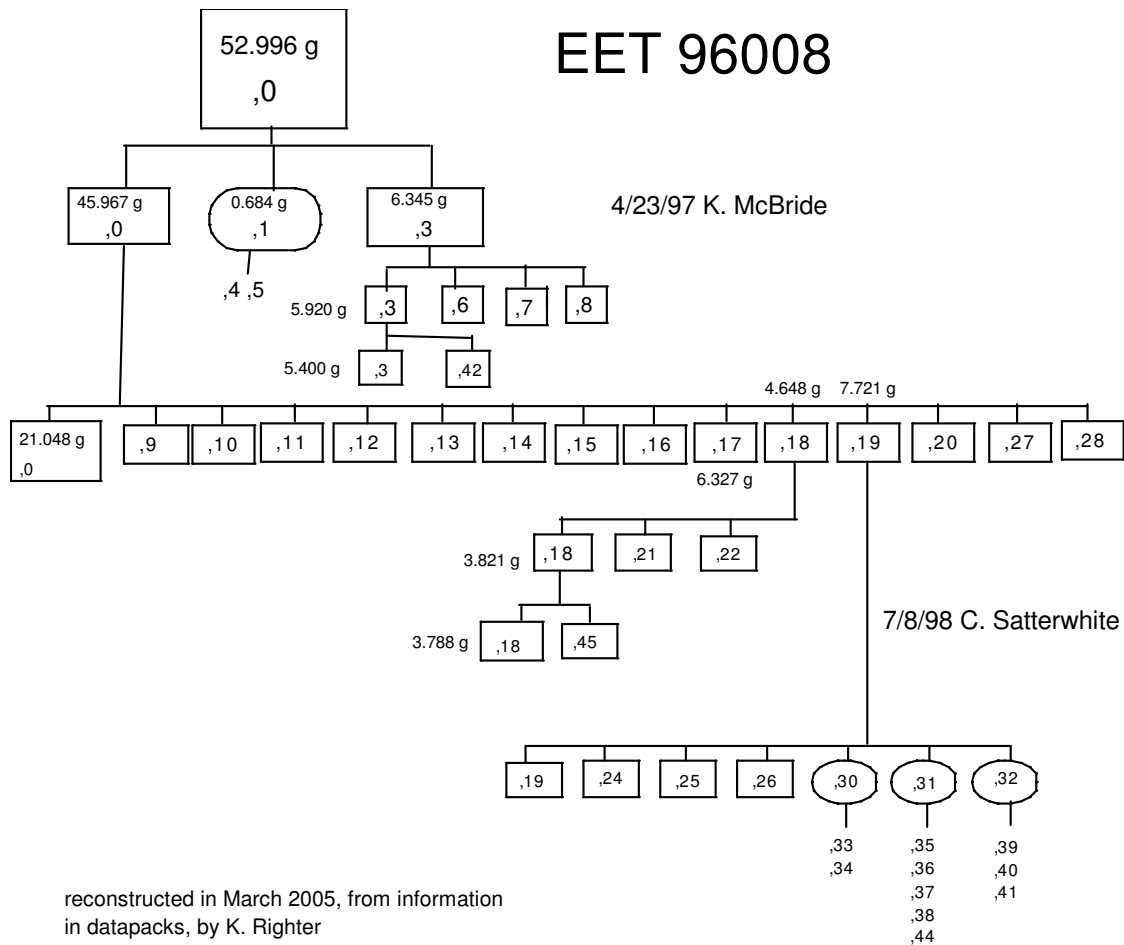 EET 96008
52.996 g
,0
45.967 g
,0
0.684 g
,1
6.345 g
,3
4/23/97 K. McBride
,4 ,5
5.920 g
,3
,6
,7
,8
5.400 g
,3
,42
4.648 g
7.721 g
21.048 g
,0
,9
,10
,11
,12
,13
,14
,15
,16
,17
,18
,19
,20
,27
,28
6.327 g
3.821 g
,18
,21
,22
3.788 g
,18
,45
7/8/98 C. Satterwhite
,19
,24
,25
,26
,30
,31
,32
,33
,34
,35
,36
,37
,38
,44
,39
,40
,41
reconstructed in March 2005, from information
in datapacks, by K. Righter